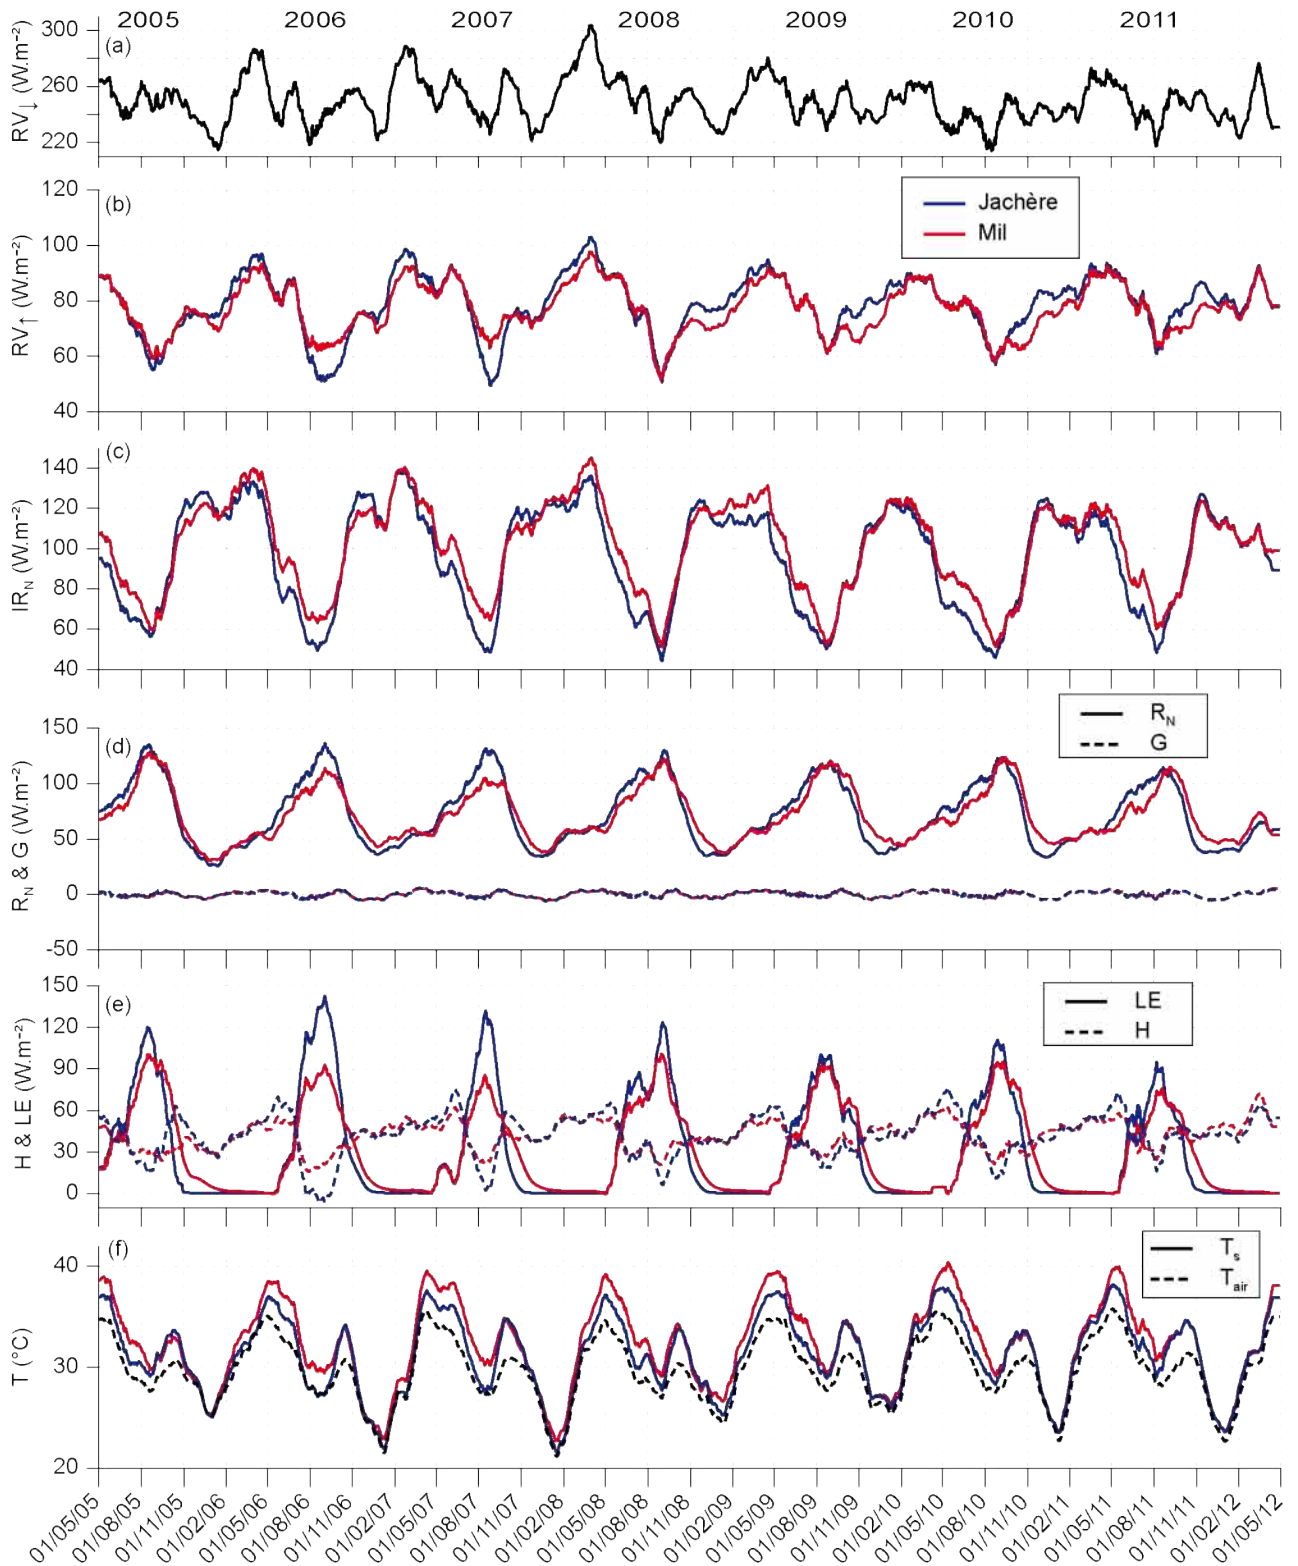 2005 2006 2007 2008 2009 2010 2011
(a)
RV↓ (W.m⁻²)
300
260
220
(b)
RV↑ (W.m⁻²)
120
100
80
60
40
Jachère
Mil
(c)
IR_N (W.m⁻²)
140
120
100
80
60
40
(d)
R_N & G (W.m⁻²)
150
100
50
0
-50
R_N
G
(e)
H & LE (W.m⁻²)
150
120
90
60
30
0
LE
H
(f)
T (°C)
40
30
20
T_s
T_air
01/05/05
01/08/05
01/11/05
01/02/06
01/05/06
01/08/06
01/11/06
01/02/07
01/05/07
01/08/07
01/11/07
01/02/08
01/05/08
01/08/08
01/11/08
01/02/09
01/05/09
01/08/09
01/11/09
01/02/10
01/05/10
01/08/10
01/11/10
01/02/11
01/05/11
01/08/11
01/11/11
01/02/12
01/05/12